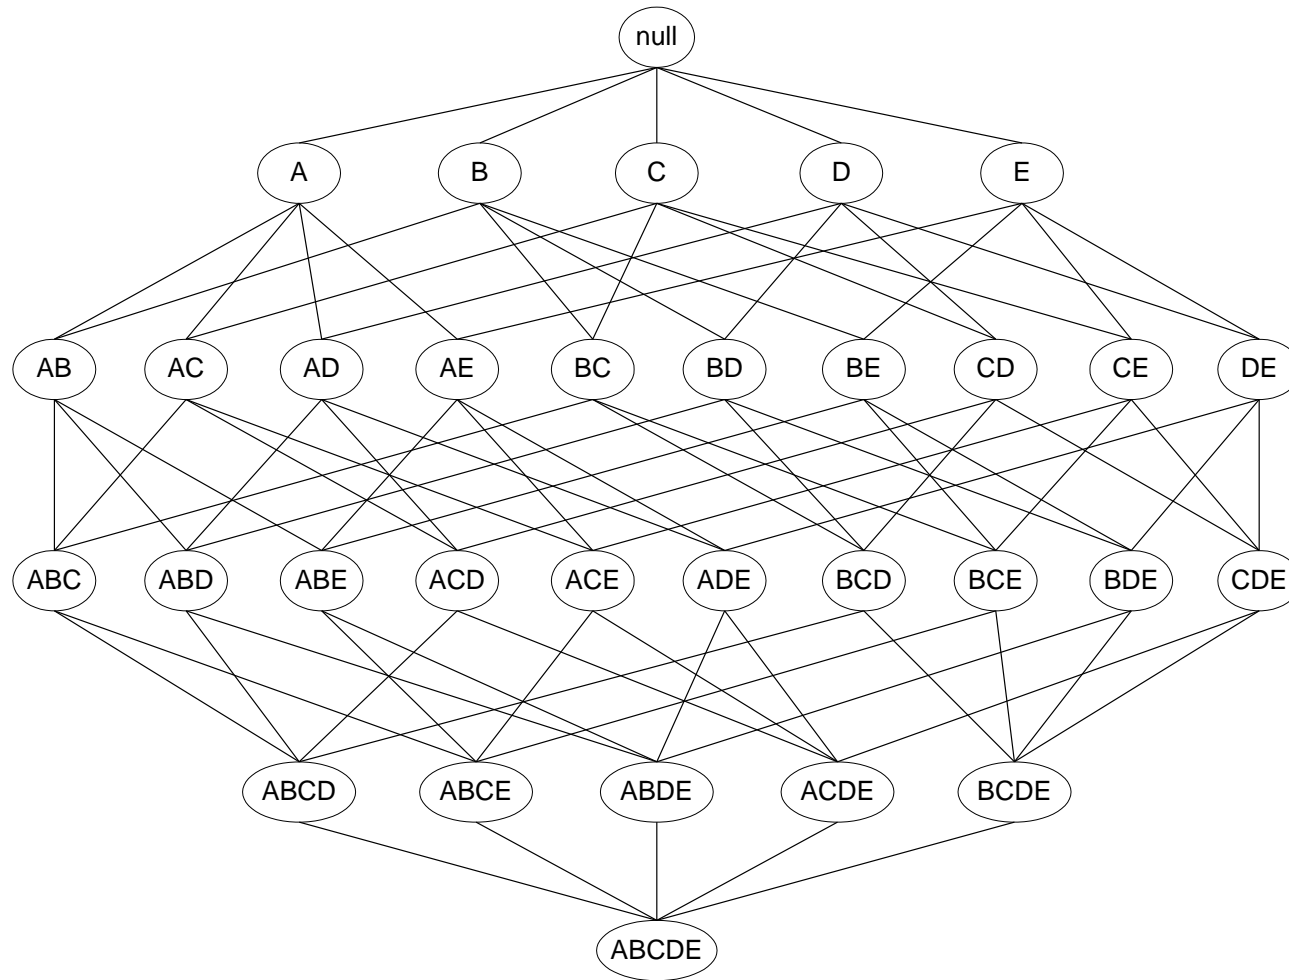 null
A B C D E
AB AC AD AE BC BD BE CD CE DE
ABC ABD ABE ACD ACE ADE BCD BCE BDE CDE
ABCD ABCE ABDE ACDE BCDE
ABCDE